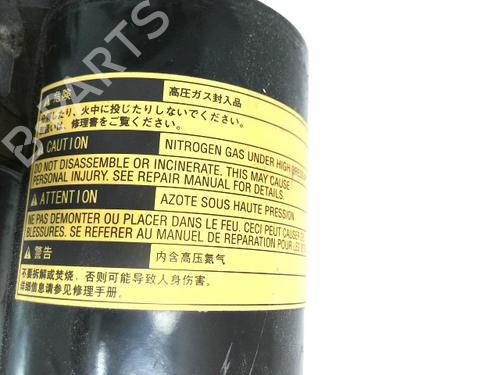 危険 高圧ガス封入品
したり、火中に投じたりしないでください。
は、修理書をご覧ください。
CAUTION NITROGEN GAS UNDER HIGH
DO NOT DISASSEMBLE OR INCINERATE. THIS MAY CAUSE
PERSONAL INJURY. SEE REPAIR MANUAL FOR DETAILS.
ATTENTION AZOTE SOUS HAUTE PRESSION
NE PAS DEMONTER OU PLACER DANS LE FEU. CECI PEUT CAUSER
BLESSURES. SE REFERER AU MANUEL DE REPARATION POUR LES
警告 内含高压氮气
不要拆解或焚烧，否则可能导致人身伤害。
详细信息请参见修理手册。